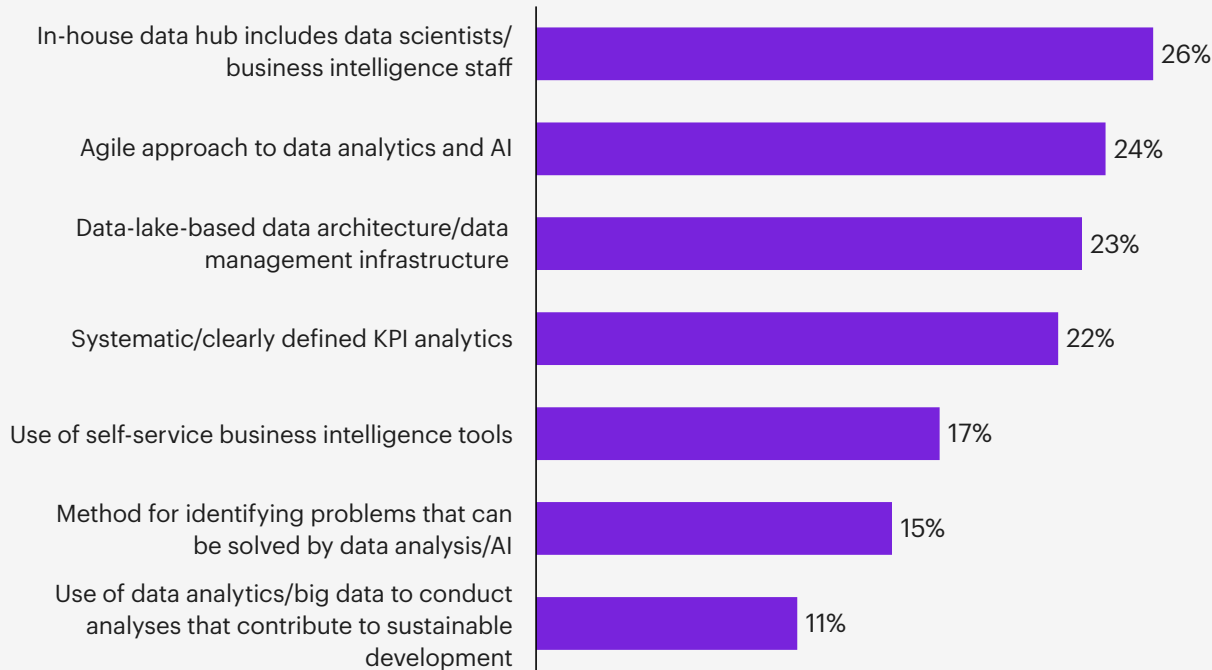 In-house data hub includes data scientists/
business intelligence staff
26%
Agile approach to data analytics and AI
24%
Data-lake-based data architecture/data
management infrastructure
23%
Systematic/clearly defined KPI analytics
22%
Use of self-service business intelligence tools
17%
Method for identifying problems that can
be solved by data analysis/AI
15%
Use of data analytics/big data to conduct
analyses that contribute to sustainable
development
11%